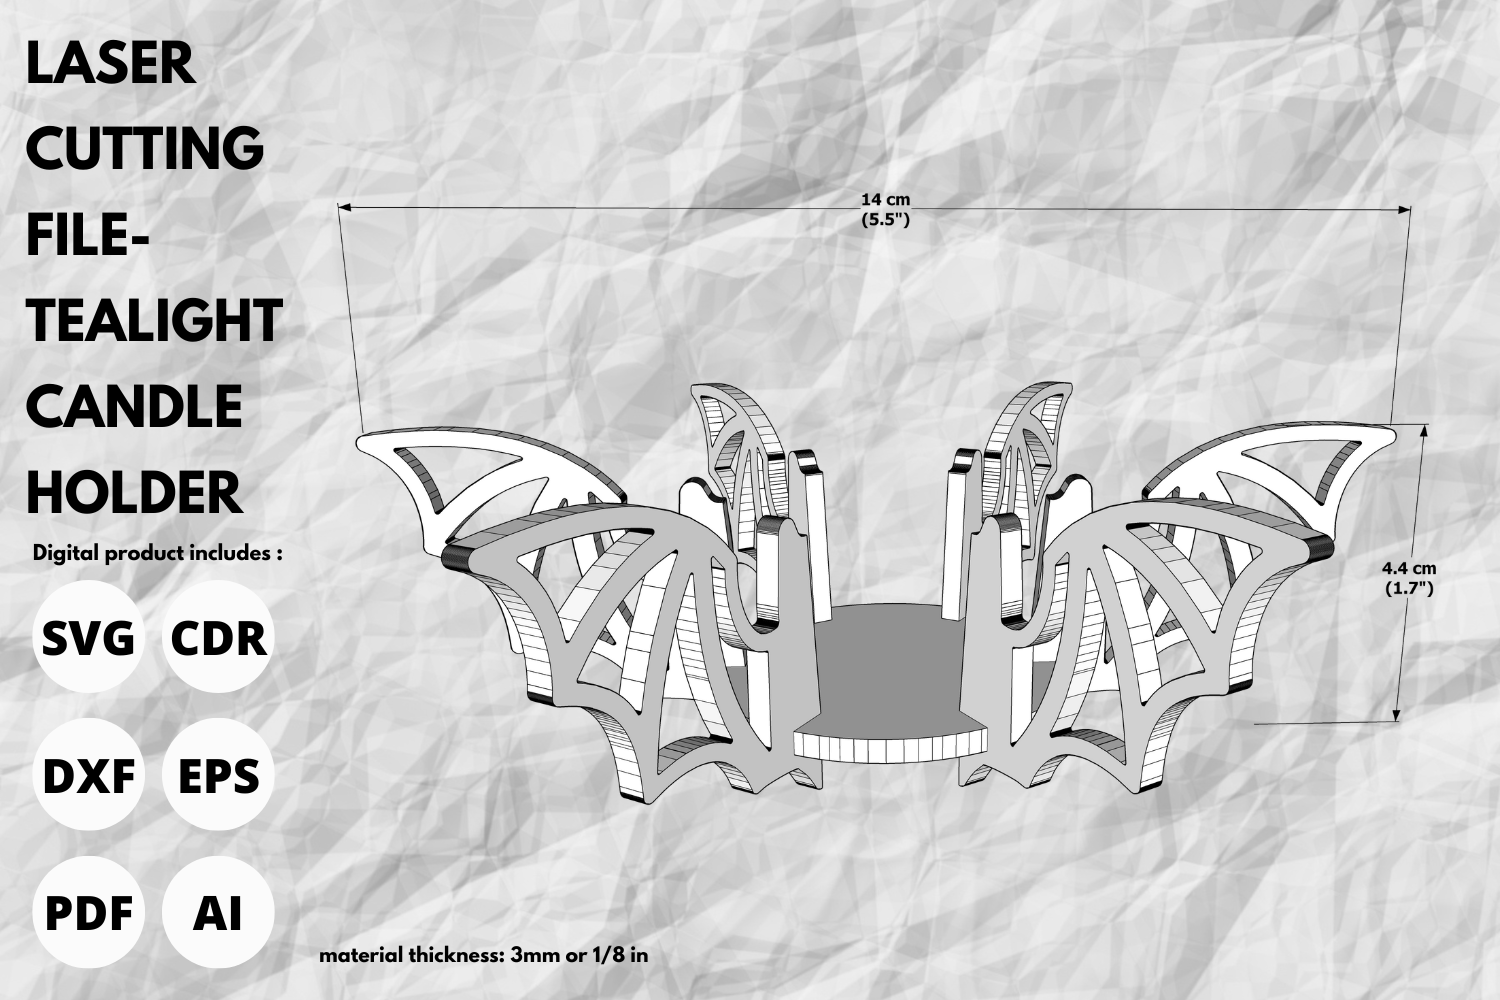 LASER
CUTTING
FILE-
TEALIGHT
CANDLE
HOLDER
Digital product includes :
SVG CDR
DXF EPS
PDF AI
14 cm
(5.5")
4.4 cm
(1.7")
material thickness: 3mm or 1/8 in